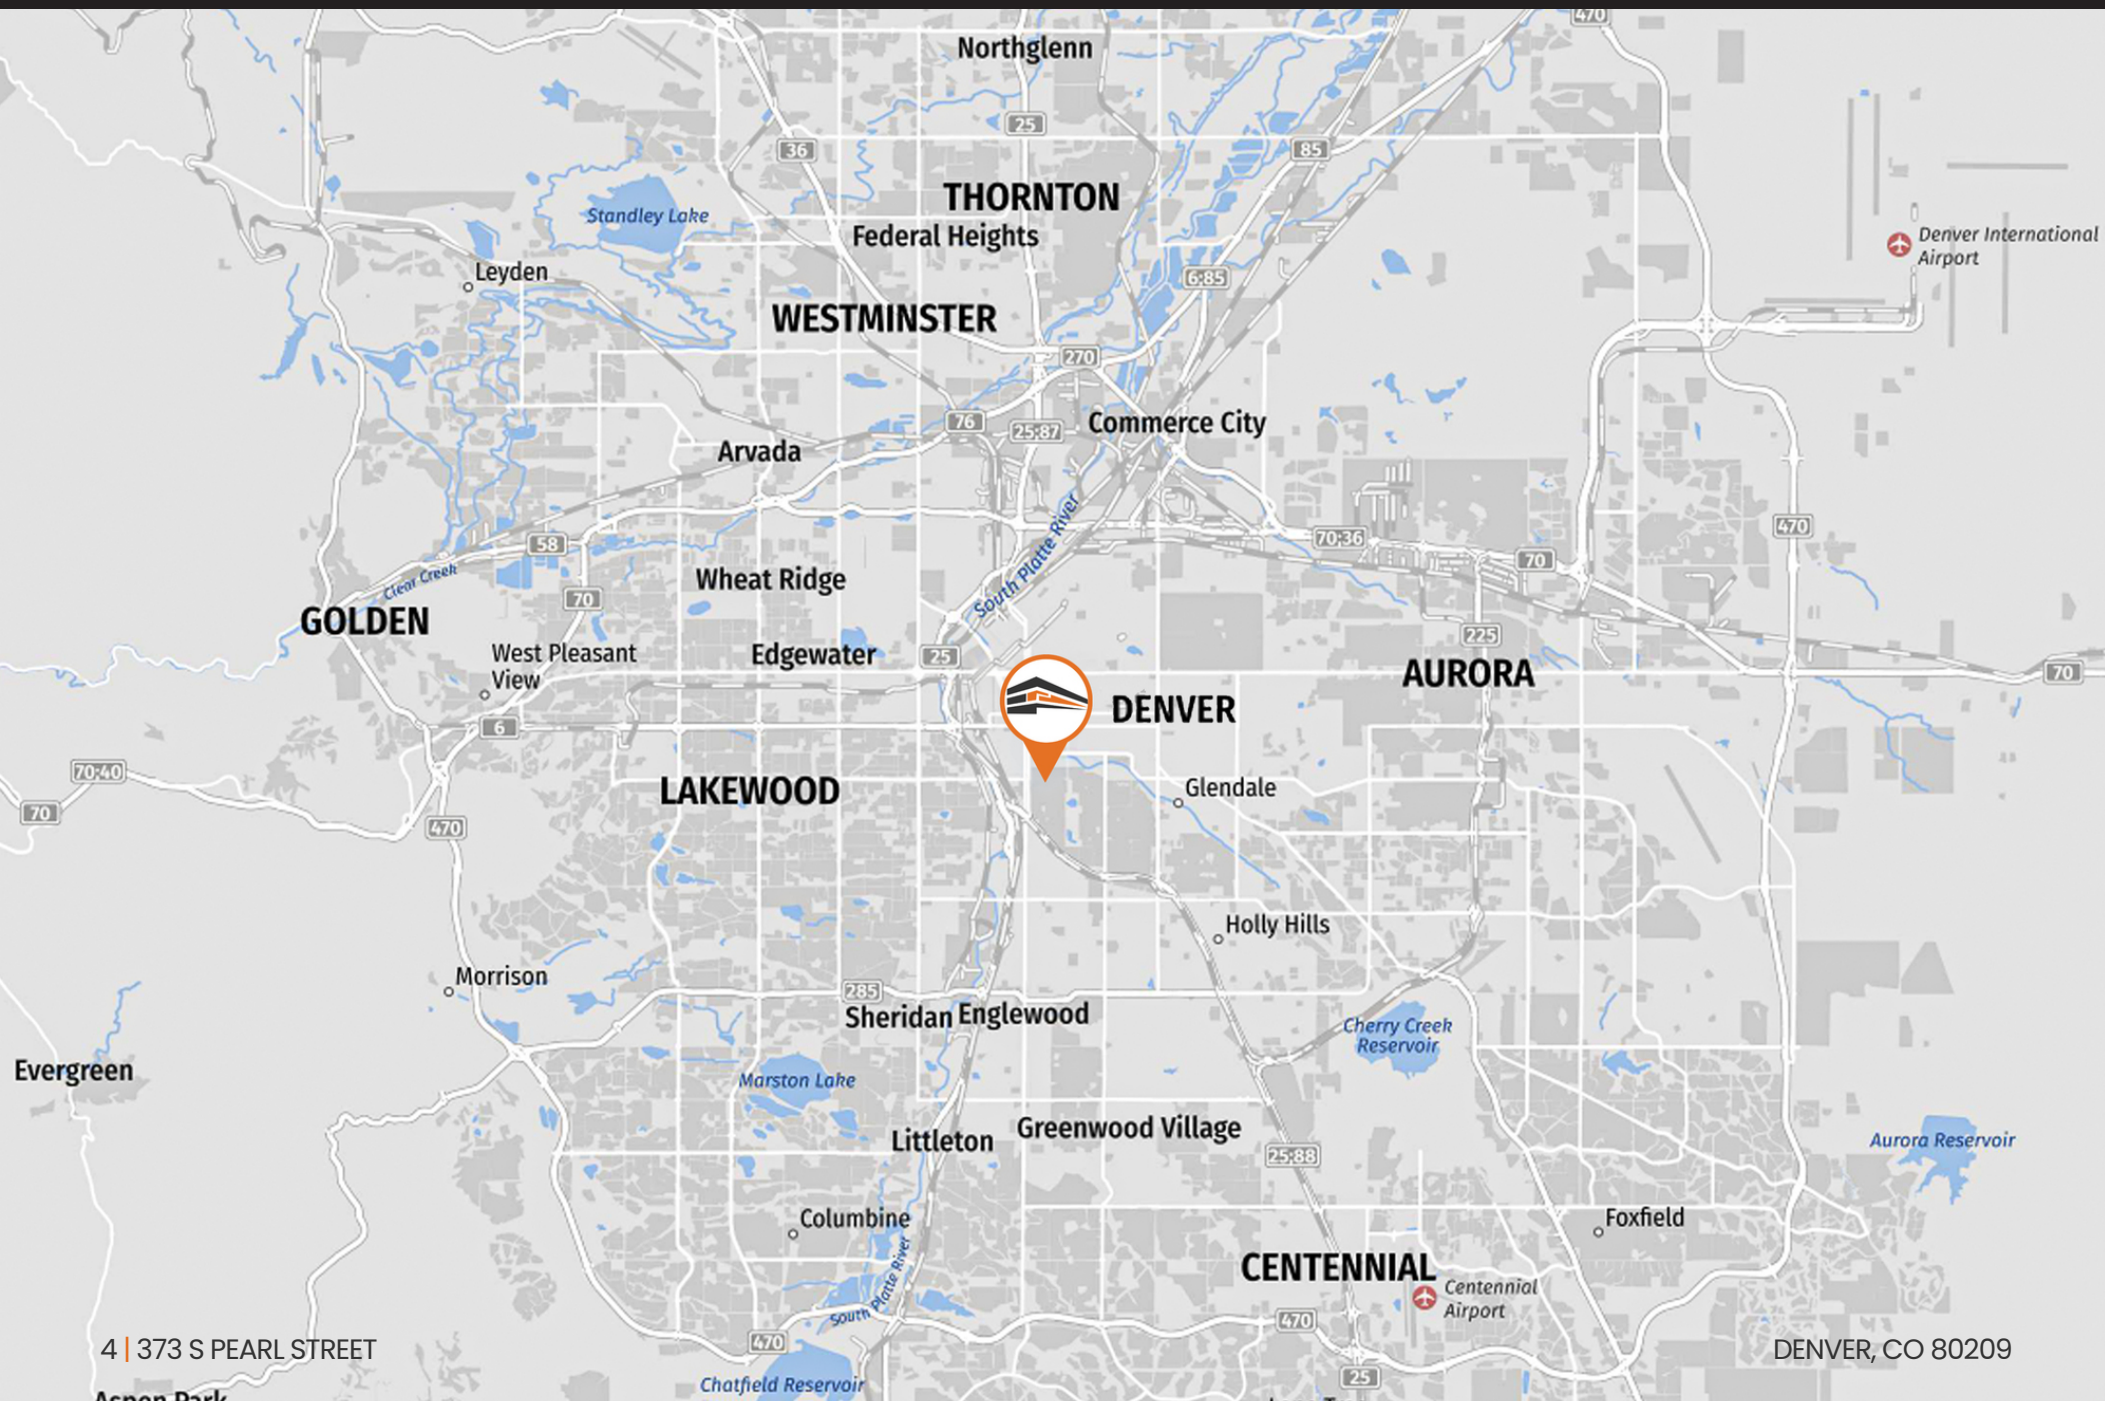 470
Northglenn
25
36
85
THORNTON
Standley Lake
Federal Heights
Denver International
Airport
Leyden
6:85
WESTMINSTER
270
76
25:87
Commerce City
Arvada
South Platte River
470
58
70:36
70
Clear Creek
Wheat Ridge
70
GOLDEN
225
West Pleasant
View
Edgewater
25
AURORA
70
DENVER
6
70:40
LAKEWOOD
Glendale
70
470
Holly Hills
Morrison
285
Sheridan
Englewood
Cherry Creek
Reservoir
Evergreen
Marston Lake
Greenwood Village
Littleton
Aurora Reservoir
25:88
Columbine
Foxfield
South Platte River
CENTENNIAL
Centennial
Airport
470
470
4 | 373 S PEARL STREET
DENVER, CO 80209
25
Chatfield Reservoir
Aspen Park